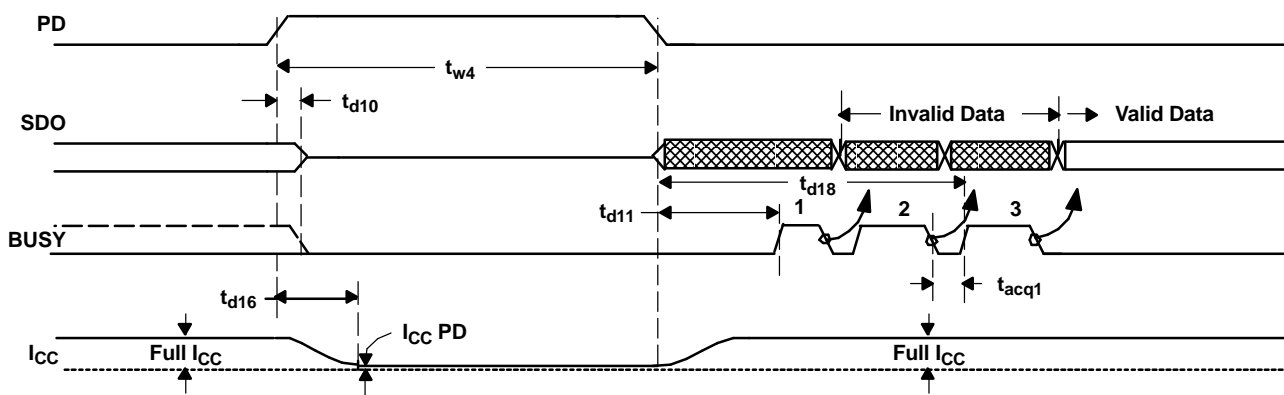 PD
tw4
td10
SDO
Invalid Data
Valid Data
td18
td11
1
2
3
BUSY
td16
tacq1
ICC PD
ICC
Full ICC
Full ICC